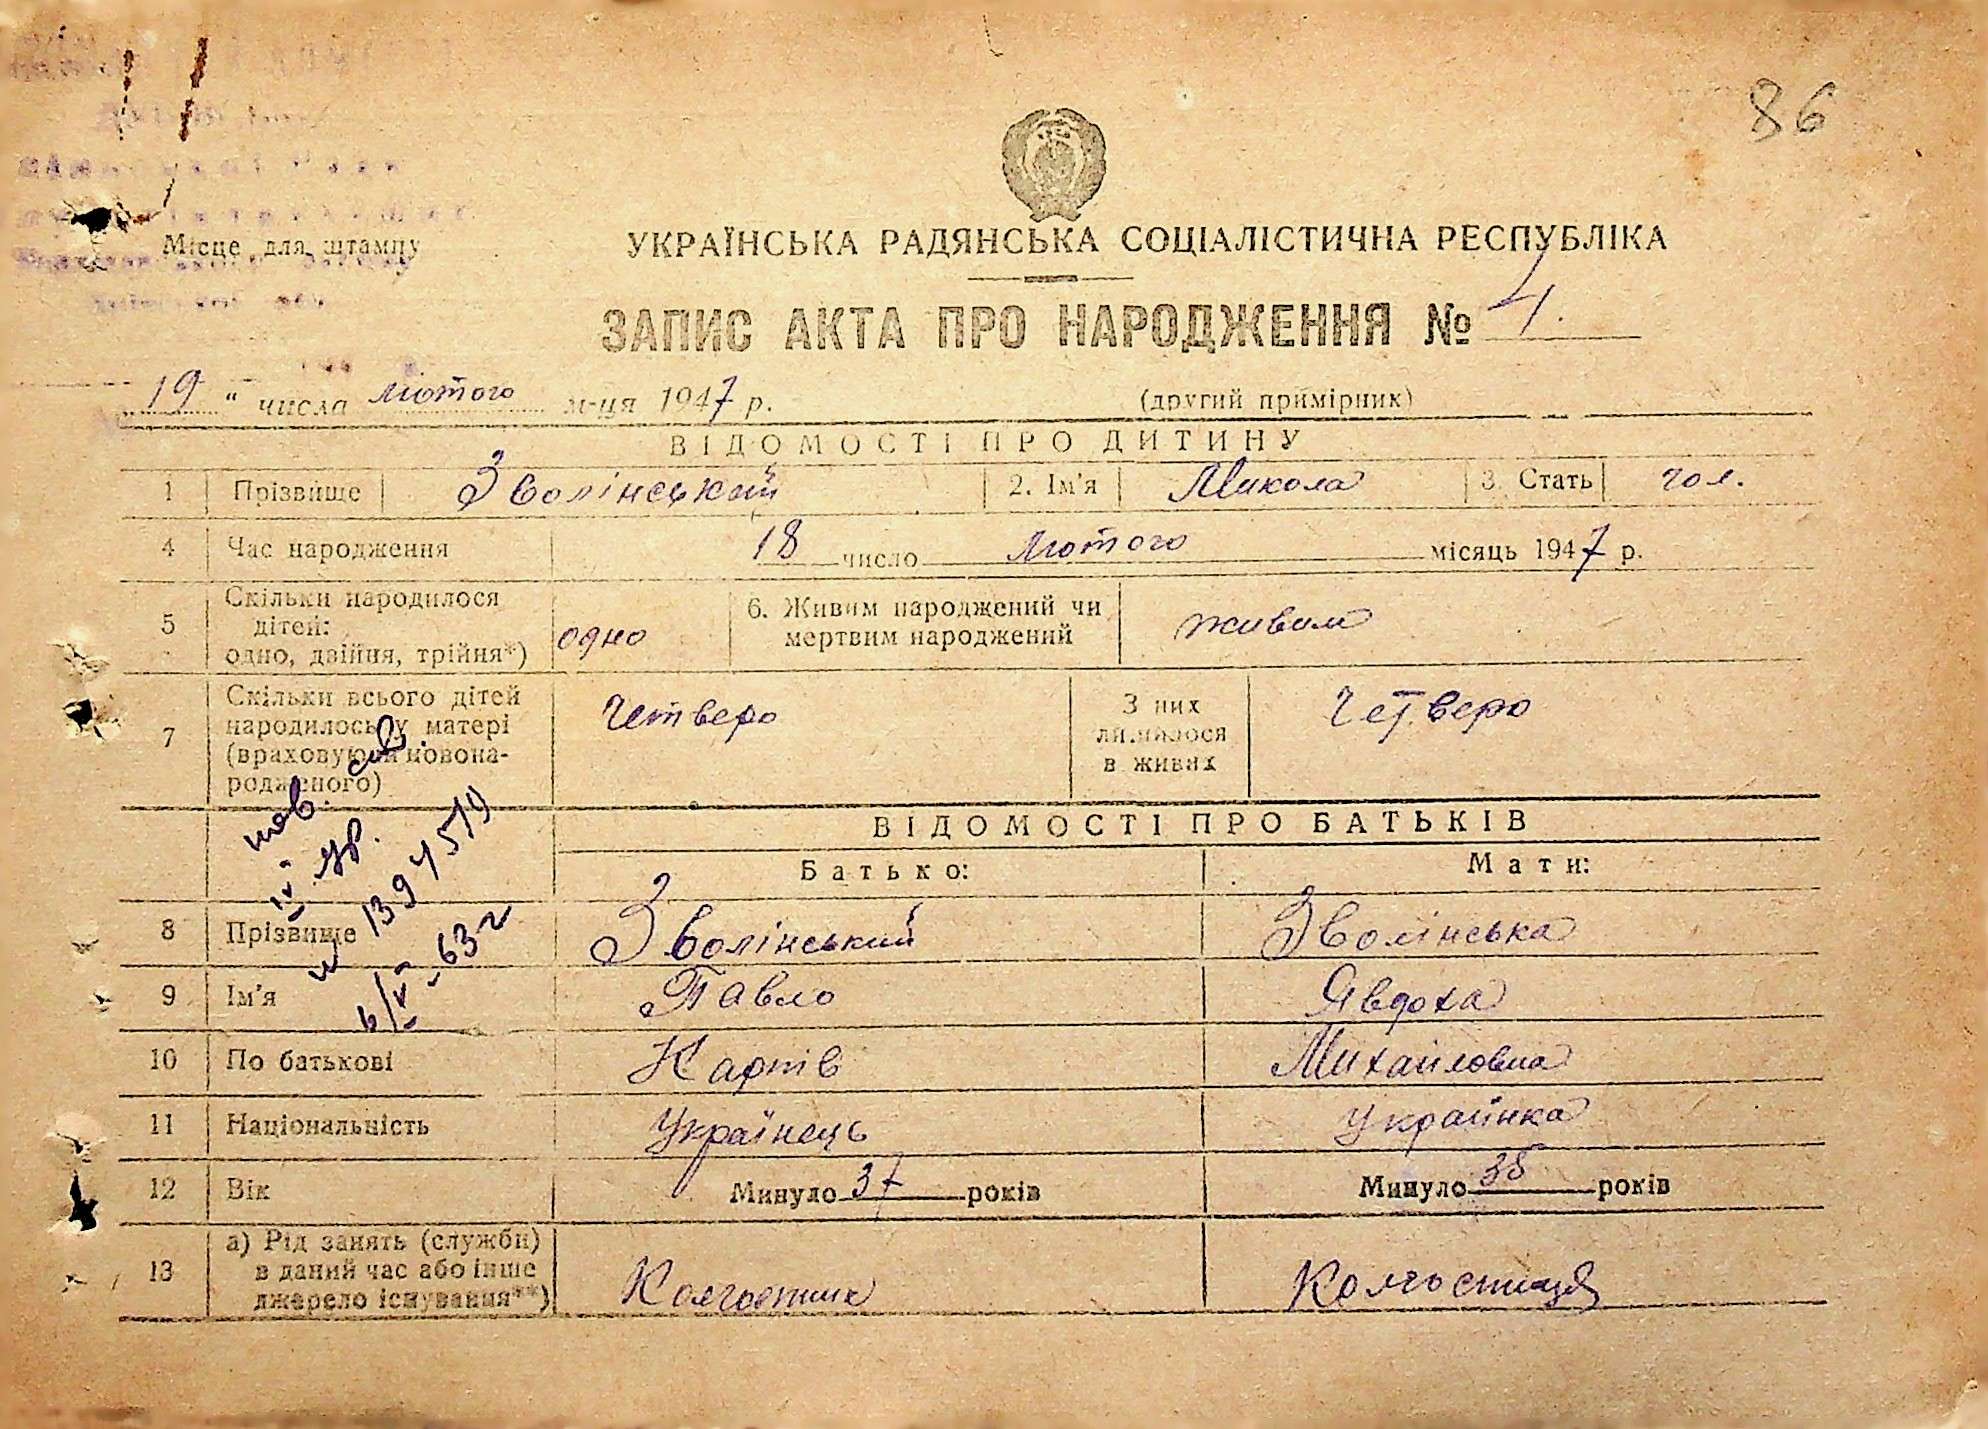 86
Місце для штампу
УКРАЇНСЬКА РАДЯНСЬКА СОЦІАЛІСТИЧНА РЕСПУБЛІКА
ЗАПИС АКТА ПРО НАРОДЖЕННЯ № 4.
„19“ числа лютого м-ця 1947 р. (другий примірник)
ВІДОМОСТІ ПРО ДИТИНУ
1 Прізвище Зволінський 2. Ім'я Микола 3. Стать чол.
4 Час народження 18 число лютого місяць 1947 р.
5 Скільки народилося дітей: одно, двійня, трійня*) одно 6. Живим народжений чи мертвим народжений живим
7 Скільки всього дітей народилось у матері (враховуючи новонародженого) Четверо З них лишилося в живих Четверо
ВІДОМОСТІ ПРО БАТЬКІВ
Батько: Мати:
8 Прізвище Зволінський Зволінська
9 Ім'я Павло Явдоха
10 По батькові Карпів Михайловна
11 Національність Українець Українка
12 Вік Минуло 37 років Минуло років
13 а) Рід занять (служби) в даний час або інше джерело існування**) Колгоспник Колгоспниця